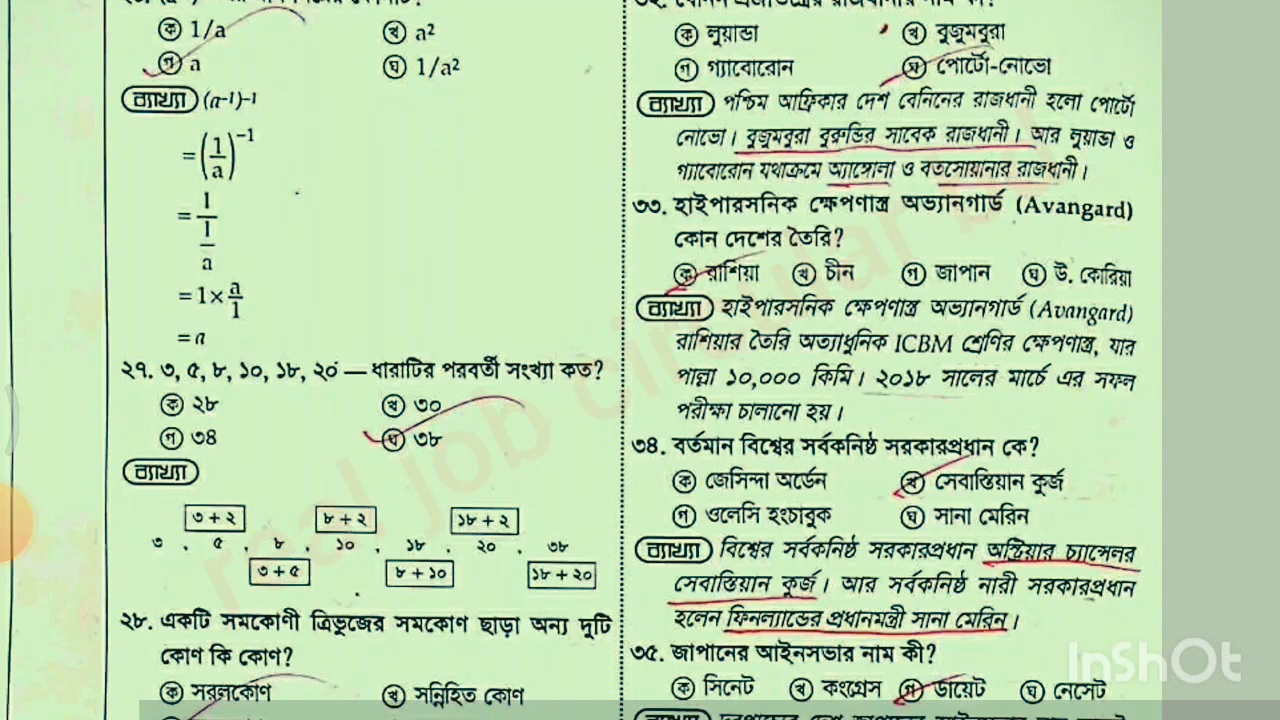 ক 1/a
খ a²
গ a
ঘ 1/a²
ব্যাখ্যা (a⁻¹)⁻¹
= (1/a)⁻¹
= 1/(1/a)
= 1 × a/1
= a
২৭. ৩, ৫, ৮, ১০, ১৮, ২০ — ধারাটির পরবর্তী সংখ্যা কত?
ক ২৮
খ ৩০
গ ৩৪
ঘ ৩৮
ব্যাখ্যা
৩ + ২ ৮ + ২ ১৮ + ২
৩ , ৫ , ৮ , ১০ , ১৮ , ২০ , ৩৮
৩ + ৫ ৮ + ১০ ১৮ + ২০
২৮. একটি সমকোণী ত্রিভুজের সমকোণ ছাড়া অন্য দুটি
কোণ কি কোণ?
ক সরলকোণ
খ সন্নিহিত কোণ
ক লুয়ান্ডা
খ বুজুমবুরা
গ গ্যাবোরোন
ঘ পোর্টো-নোভো
ব্যাখ্যা পশ্চিম আফ্রিকার দেশ বেনিনের রাজধানী হলো পোর্টো
নোভো। বুজুমবুরা বুরুন্ডির সাবেক রাজধানী। আর লুয়ান্ডা ও
গ্যাবোরোন যথাক্রমে অ্যাঙ্গোলা ও বতসোয়ানার রাজধানী।
৩৩. হাইপারসনিক ক্ষেপণাস্ত্র অভ্যানগার্ড (Avangard)
কোন দেশের তৈরি?
ক রাশিয়া খ চীন গ জাপান ঘ উ. কোরিয়া
ব্যাখ্যা হাইপারসনিক ক্ষেপণাস্ত্র অভ্যানগার্ড (Avangard)
রাশিয়ার তৈরি অত্যাধুনিক ICBM শ্রেণির ক্ষেপণাস্ত্র, যার
পাল্লা ১০,০০০ কিমি। ২০১৮ সালের মার্চে এর সফল
পরীক্ষা চালানো হয়।
৩৪. বর্তমান বিশ্বের সর্বকনিষ্ঠ সরকারপ্রধান কে?
ক জেসিন্দা অর্ডেন
খ সেবাস্তিয়ান কুর্জ
গ ওলেসি হংচারুক
ঘ সানা মেরিন
ব্যাখ্যা বিশ্বের সর্বকনিষ্ঠ সরকারপ্রধান অস্ট্রিয়ার চ্যান্সেলর
সেবাস্তিয়ান কুর্জ। আর সর্বকনিষ্ঠ নারী সরকারপ্রধান
হলেন ফিনল্যান্ডের প্রধানমন্ত্রী সানা মেরিন।
৩৫. জাপানের আইনসভার নাম কী?
ক সিনেট খ কংগ্রেস গ ডায়েট ঘ নেসেট
real job circular bd
InShOt